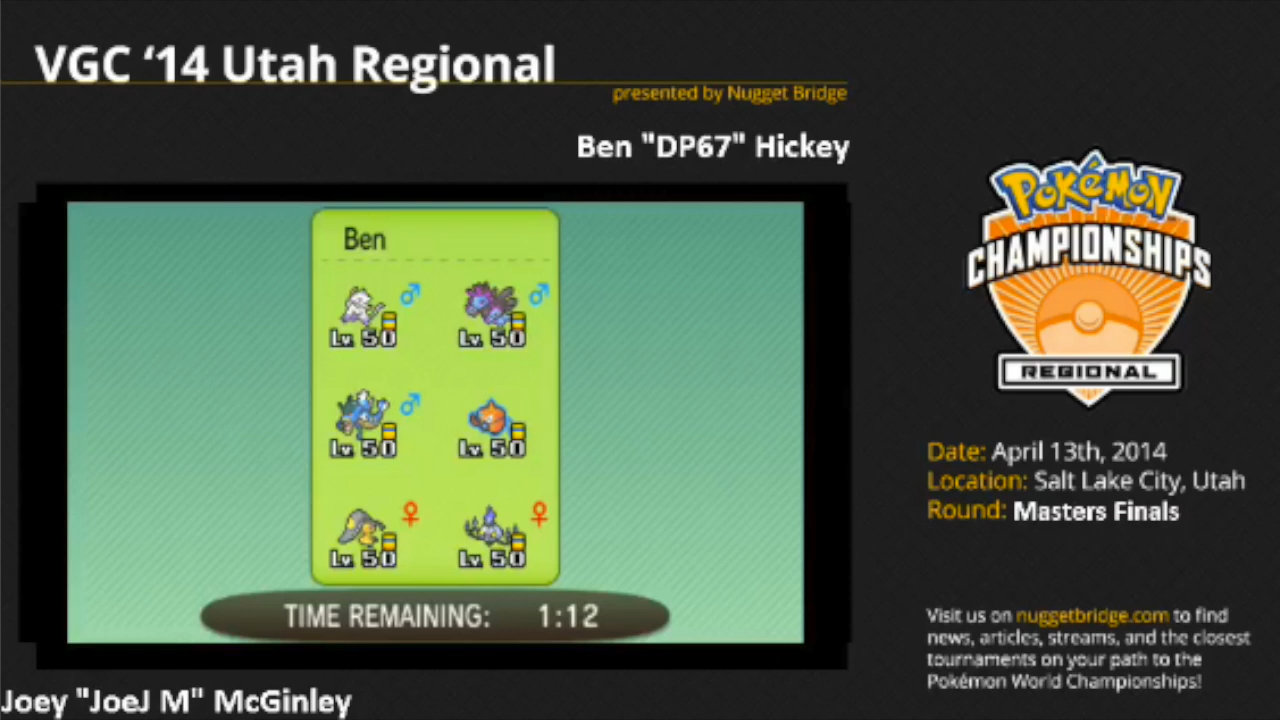 VGC ‘14 Utah Regional
presented by Nugget Bridge
Ben "DP67" Hickey
Ben
Lv. 50 Lv. 50
Lv. 50 Lv. 50
Lv. 50 Lv. 50
TIME REMAINING: 1:12
Joey "JoeJ M" McGinley
POKéMON
CHAMPIONSHIPS
REGIONAL
Date: April 13th, 2014
Location: Salt Lake City, Utah
Round: Masters Finals
Visit us on nuggetbridge.com to find
news, articles, streams, and the closest
tournaments on your path to the
Pokémon World Championships!